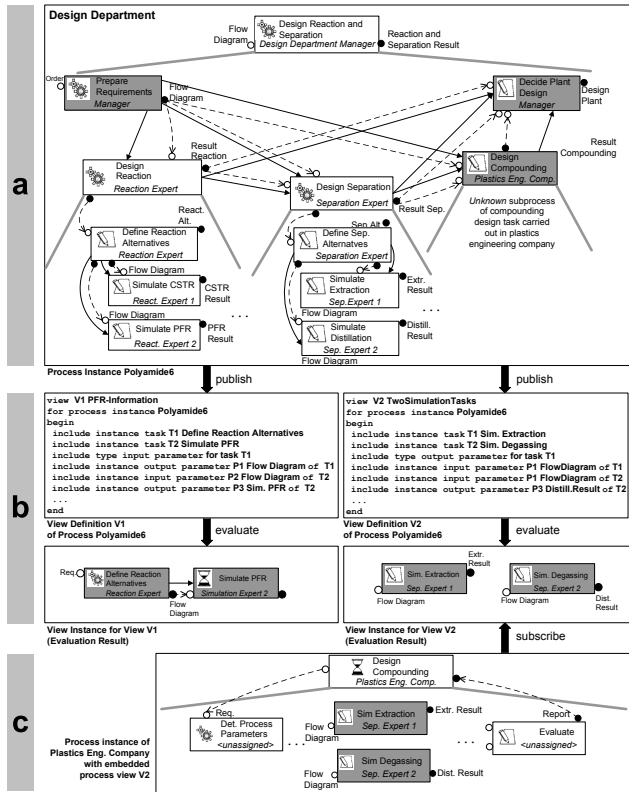 a
Design Department
Flow
Diagram
Design Reaction and
Separation
Design Department Manager
Reaction and
Separation Result
Order
Prepare
Requirements
Manager
Flow
Diagram
Decide Plant
Design
Manager
Design
Plant
Result
Reaction
Design
Reaction
Reaction Expert
Design Separation
Separation Expert
Result Sep.
Result
Compounding
Design
Compounding
Plastics Eng. Comp.
Unknown subprocess
of compounding
design task carried
out in plastics
engineering company
React.
Alt.
Define Reaction
Alternatives
Reaction Expert
Flow Diagram
Simulate CSTR
React. Expert 1
CSTR
Result
Flow Diagram
Simulate PFR
React. Expert 2
PFR
Result
Sep.Alt
Define Sep.
Alternatives
Separation Expert
Simulate
Extraction
Sep.Expert 1
Extr.
Result
Flow Diagram
Simulate
Distillation
Sep. Expert 2
Distill.
Result
Flow Diagram
. . .
Process Instance Polyamide6
publish
publish
b
view V1 PFR-Information
for process instance Polyamide6
begin
include instance task T1 Define Reaction Alternatives
include instance task T2 Simulate PFR
include type input parameter for task T1
include instance output parameter P1 Flow Diagram of T1
include instance input parameter P2 Flow Diagram of T2
include instance output parameter P3 Sim. PFR of T2
...
end
View Definition V1
of Process Polyamide6
evaluate
view V2 TwoSimulationTasks
for process instance Polyamide6
begin
include instance task T1 Sim. Extraction
include instance task T2 Sim. Degassing
include type output parameter for task T1
include instance input parameter P1 FlowDiagram of T1
include instance input parameter P1 FlowDiagram of T2
include instance output parameter P3 Distill.Result of T2
...
end
View Definition V2
of Process Polyamide6
evaluate
Req.
Define Reaction
Alternatives
Reaction Expert
Flow
Diagram
Simulate PFR
Simulation Expert 2
View Instance for View V1
(Evaluation Result)
Extr.
Result
Sim. Extraction
Sep. Expert 1
Flow Diagram
Sim. Degassing
Sep. Expert 2
Flow Diagram
Dist.
Result
View Instance for View V2
(Evaluation Result)
subscribe
c
Design
Compounding
Plastics Eng. Comp.
Req.
Det. Process
Parameters
<unassigned>
. . .
Flow
Diagram
Sim Extraction
Sep. Expert 1
Extr. Result
Flow
Diagram
Sim Degassing
Sep. Expert 2
Dist. Result
. . .
Report
Evaluate
<unassigned>
Process instance of
Plastics Eng. Company
with embedded
process view V2